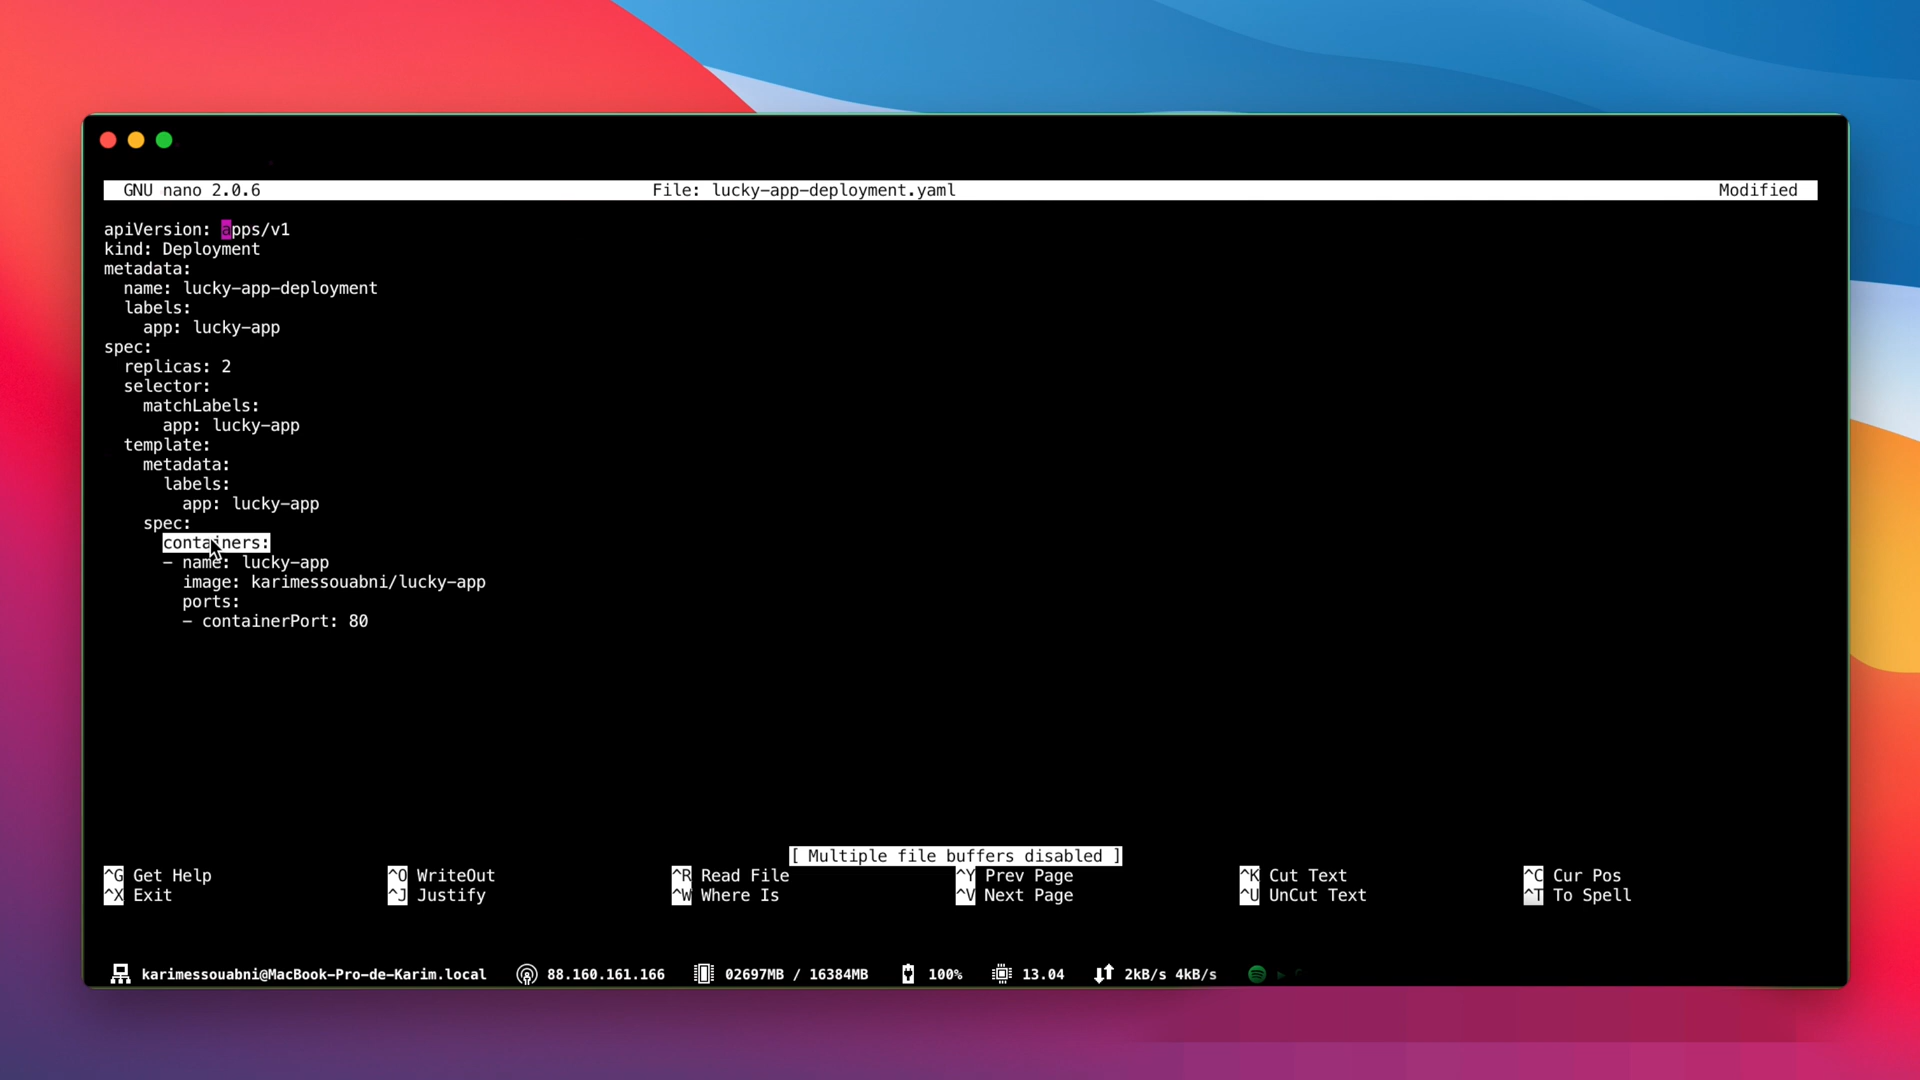 GNU nano 2.0.6 File: lucky-app-deployment.yaml Modified
apiVersion: apps/v1
kind: Deployment
metadata:
  name: lucky-app-deployment
  labels:
    app: lucky-app
spec:
  replicas: 2
  selector:
    matchLabels:
      app: lucky-app
  template:
    metadata:
      labels:
        app: lucky-app
    spec:
      containers:
      - name: lucky-app
        image: karimessouabni/lucky-app
        ports:
        - containerPort: 80
[ Multiple file buffers disabled ]
^G Get Help ^O WriteOut ^R Read File ^Y Prev Page ^K Cut Text ^C Cur Pos
^X Exit ^J Justify ^W Where Is ^V Next Page ^U UnCut Text ^T To Spell
karimessouabni@MacBook-Pro-de-Karim.local 88.160.161.166 02697MB / 16384MB 100% 13.04 2kB/s 4kB/s